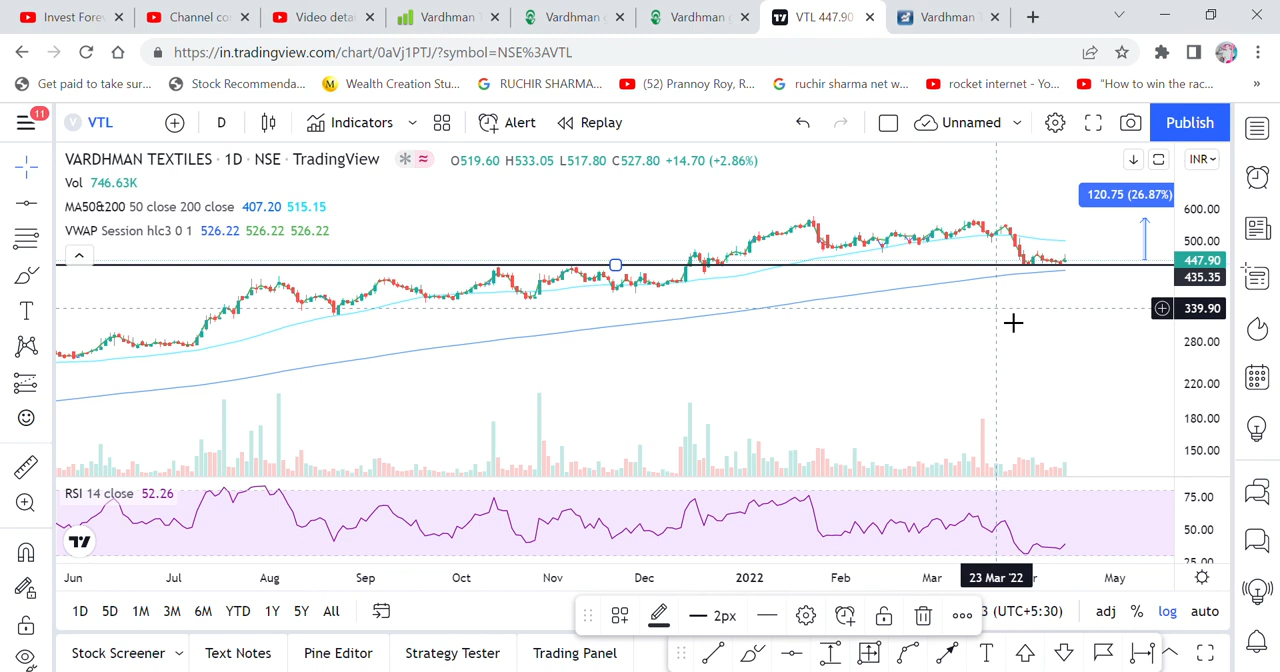 Invest Forev
Channel co
Video detai
Vardhman T
Vardhman g
Vardhman g
VTL 447.90
Vardhman T
https://in.tradingview.com/chart/0aVj1PTJ/?symbol=NSE%3AVTL
Get paid to take sur...
Stock Recommenda...
Wealth Creation Stu...
RUCHIR SHARMA...
(52) Prannoy Roy, R...
ruchir sharma net w...
rocket internet - Yo...
"How to win the rac...
»
11
VTL
D
Indicators
Alert
Replay
Unnamed
Publish
VARDHMAN TEXTILES · 1D · NSE · TradingView
O519.60 H533.05 L517.80 C527.80 +14.70 (+2.86%)
INR
Vol 746.63K
120.75 (26.87%)
MA50&200 50 close 200 close 407.20 515.15
600.00
VWAP Session hlc3 0 1 526.22 526.22 526.22
500.00
447.90
435.35
339.90
280.00
220.00
180.00
150.00
RSI 14 close 52.26
75.00
50.00
25.00
Jun
Jul
Aug
Sep
Oct
Nov
Dec
2022
Feb
Mar
23 Mar '22
May
1D 5D 1M 3M 6M YTD 1Y 5Y All
2px
(UTC+5:30)
adj % log auto
Stock Screener
Text Notes
Pine Editor
Strategy Tester
Trading Panel